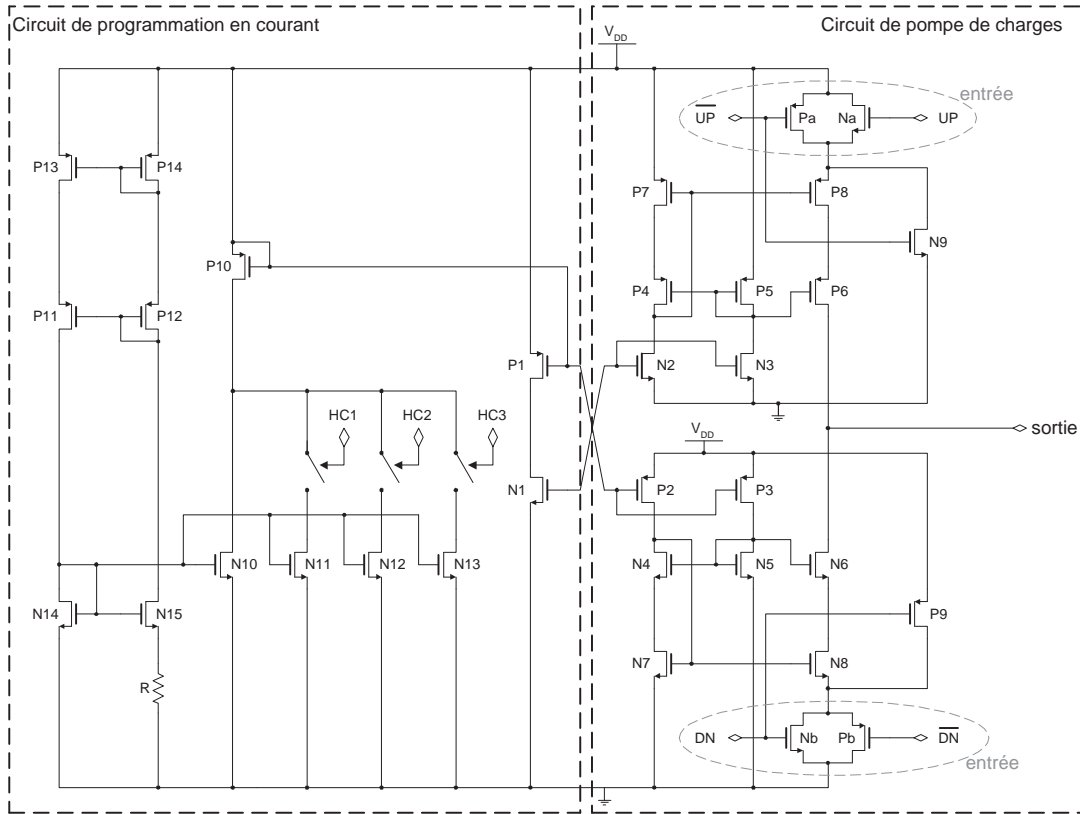 Circuit de programmation en courant
Circuit de pompe de charges
VDD
entrée
UP
Pa
Na
UP
P13
P14
P7
P8
N9
P10
P4
P5
P6
P11
P12
P1
N2
N3
HC1
HC2
HC3
sortie
VDD
N1
P2
P3
N10
N11
N12
N13
N4
N5
N6
N14
N15
P9
N7
N8
R
DN
Nb
Pb
DN
entrée